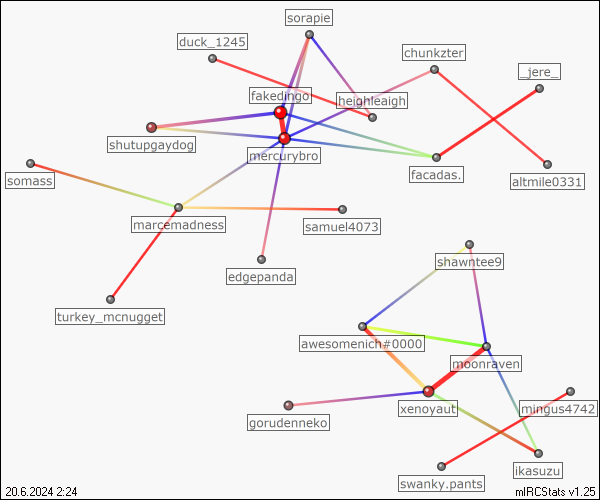 sorapie
duck_1245
chunkzter
_jere_
fakedingo
heighleaigh
shutupgaydog
mercurybro
facadas.
altmile0331
somass
marcemadness
samuel4073
shawntee9
edgepanda
turkey_mcnugget
awesomenich#0000
moonraven
xenoyaut
mingus4742
gorudenneko
ikasuzu
swanky.pants
20.6.2024 2:24
mIRCStats v1.25